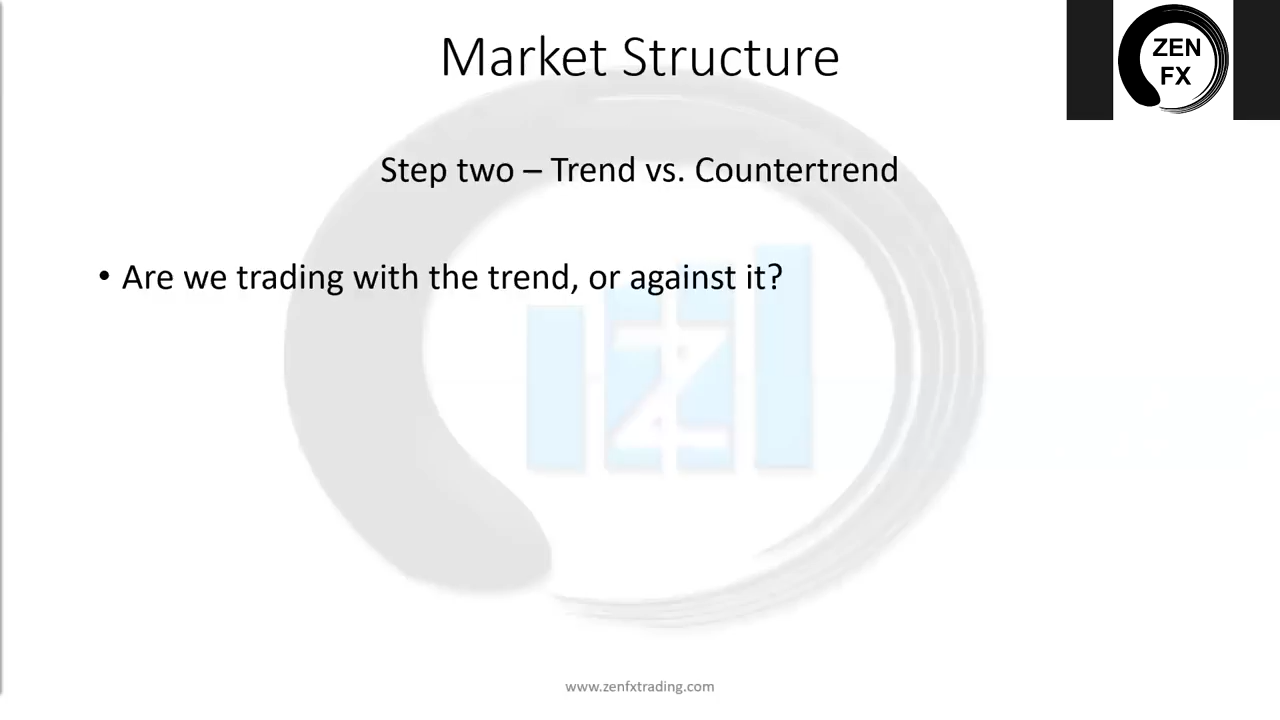 Market Structure
ZEN
FX
Step two – Trend vs. Countertrend
• Are we trading with the trend, or against it?
www.zenfxtrading.com